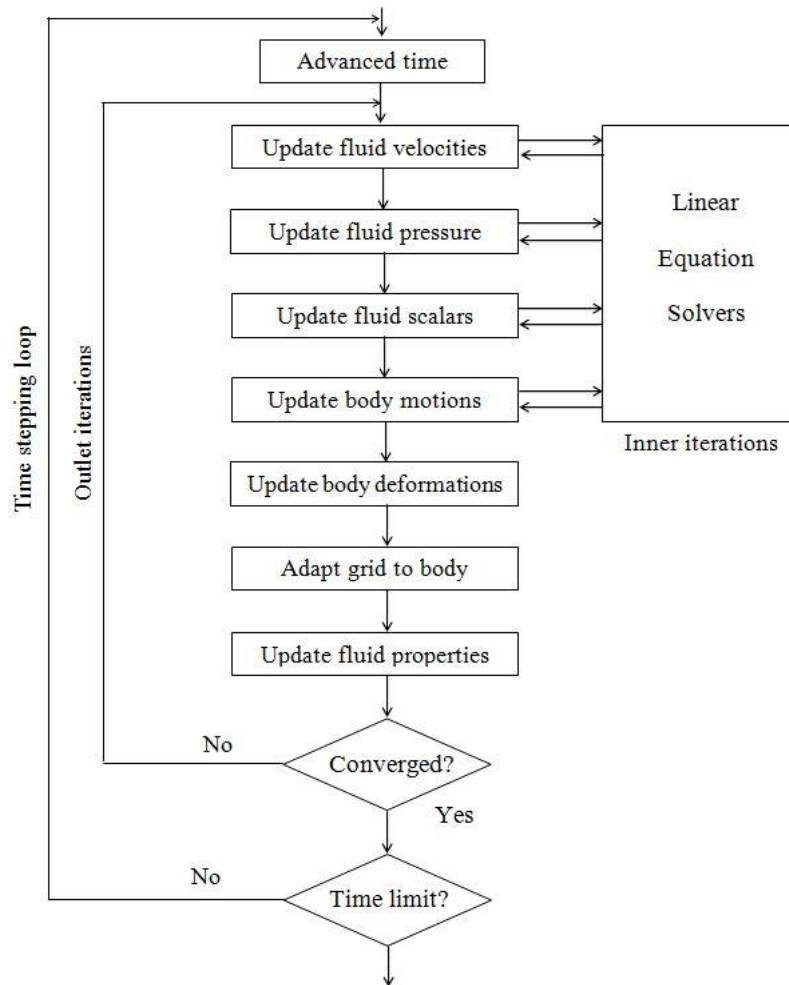 Advanced time
Update fluid velocities
Update fluid pressure
Update fluid scalars
Update body motions
Update body deformations
Adapt grid to body
Update fluid properties
Converged?
No
Yes
Time limit?
No
Time stepping loop
Outlet iterations
Linear
Equation
Solvers
Inner iterations